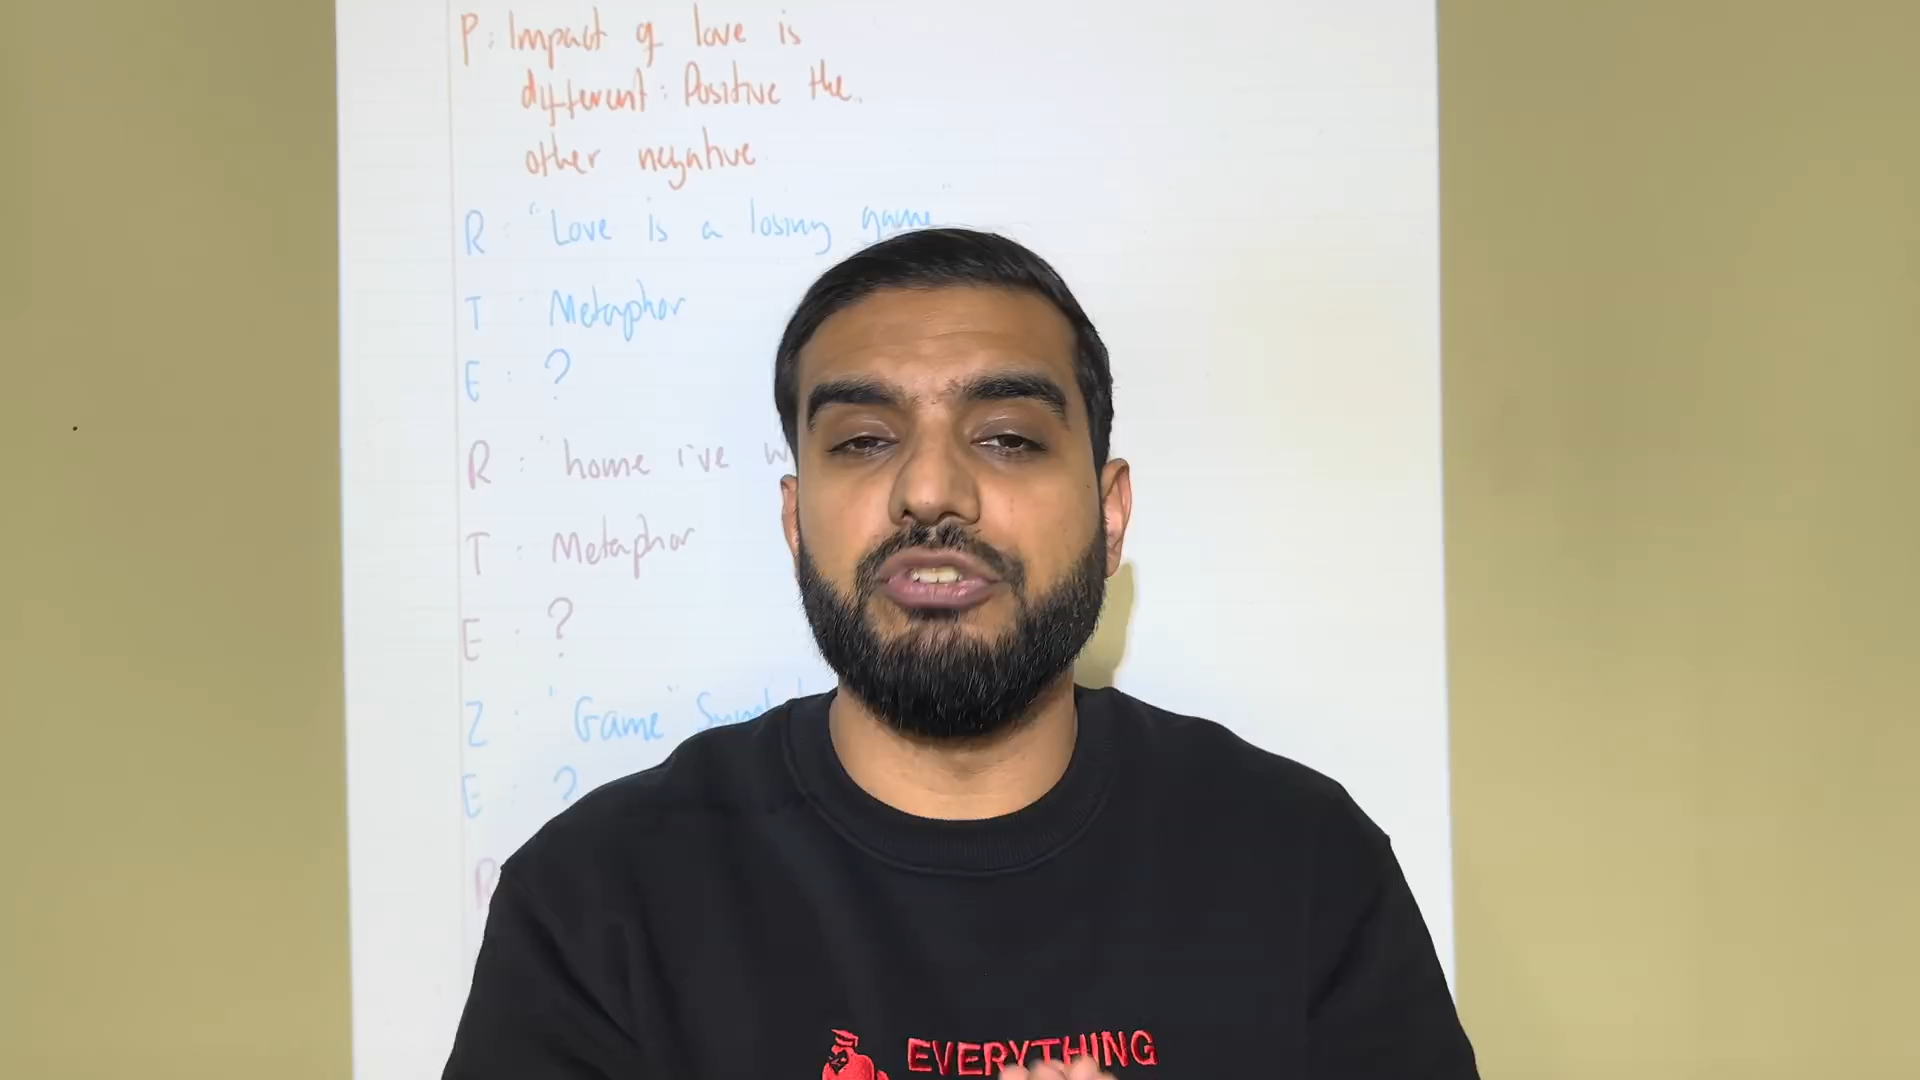 P: Impact of love is
different: Positive the.
other negative
R: "Love is a losing game"
T: Metaphor
E: ?
R: "home i've
T: Metaphor
E: ?
Z: "Game"
E: ?
R
EVERYTHING